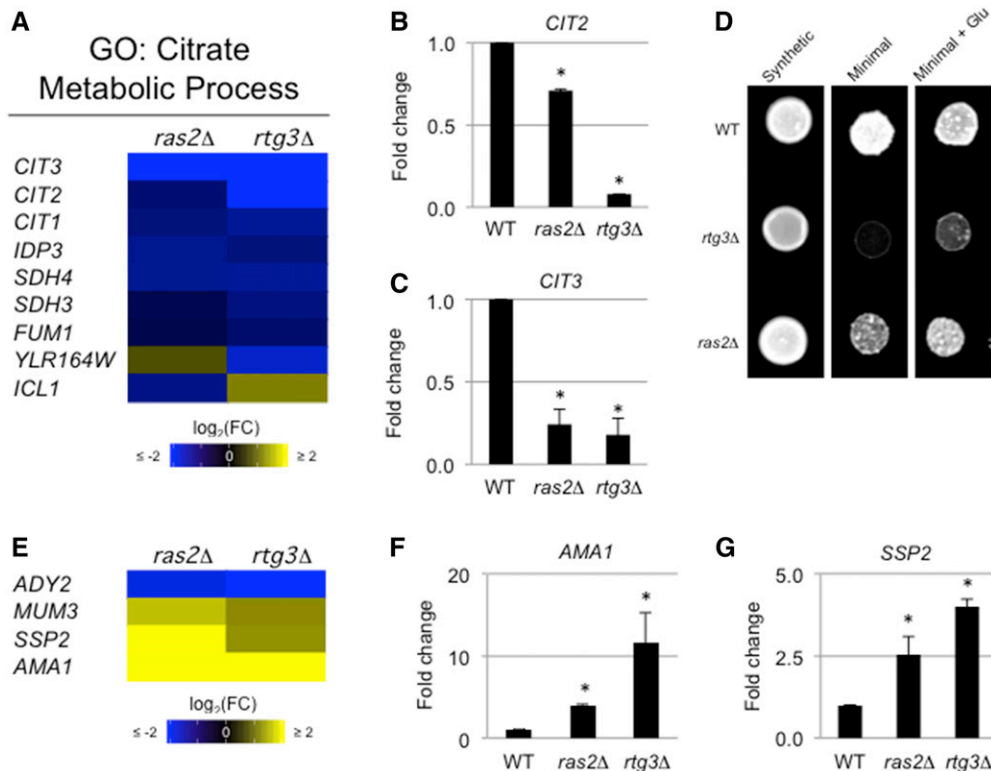 A
GO: Citrate
Metabolic Process
ras2Δ rtg3Δ
CIT3
CIT2
CIT1
IDP3
SDH4
SDH3
FUM1
YLR164W
ICL1
log2(FC)
≤ -2 0 ≥ 2
B
CIT2
Fold change
1.0
0.5
0.0
*
*
WT ras2Δ rtg3Δ
C
CIT3
Fold change
1.0
0.5
0.0
*
*
WT ras2Δ rtg3Δ
D
Synthetic
Minimal
Minimal + Glu
WT
rtg3Δ
ras2Δ
E
ras2Δ rtg3Δ
ADY2
MUM3
SSP2
AMA1
log2(FC)
≤ -2 0 ≥ 2
F
AMA1
Fold change
20
10
0
*
*
WT ras2Δ rtg3Δ
G
SSP2
Fold change
5.0
2.5
0
*
*
WT ras2Δ rtg3Δ